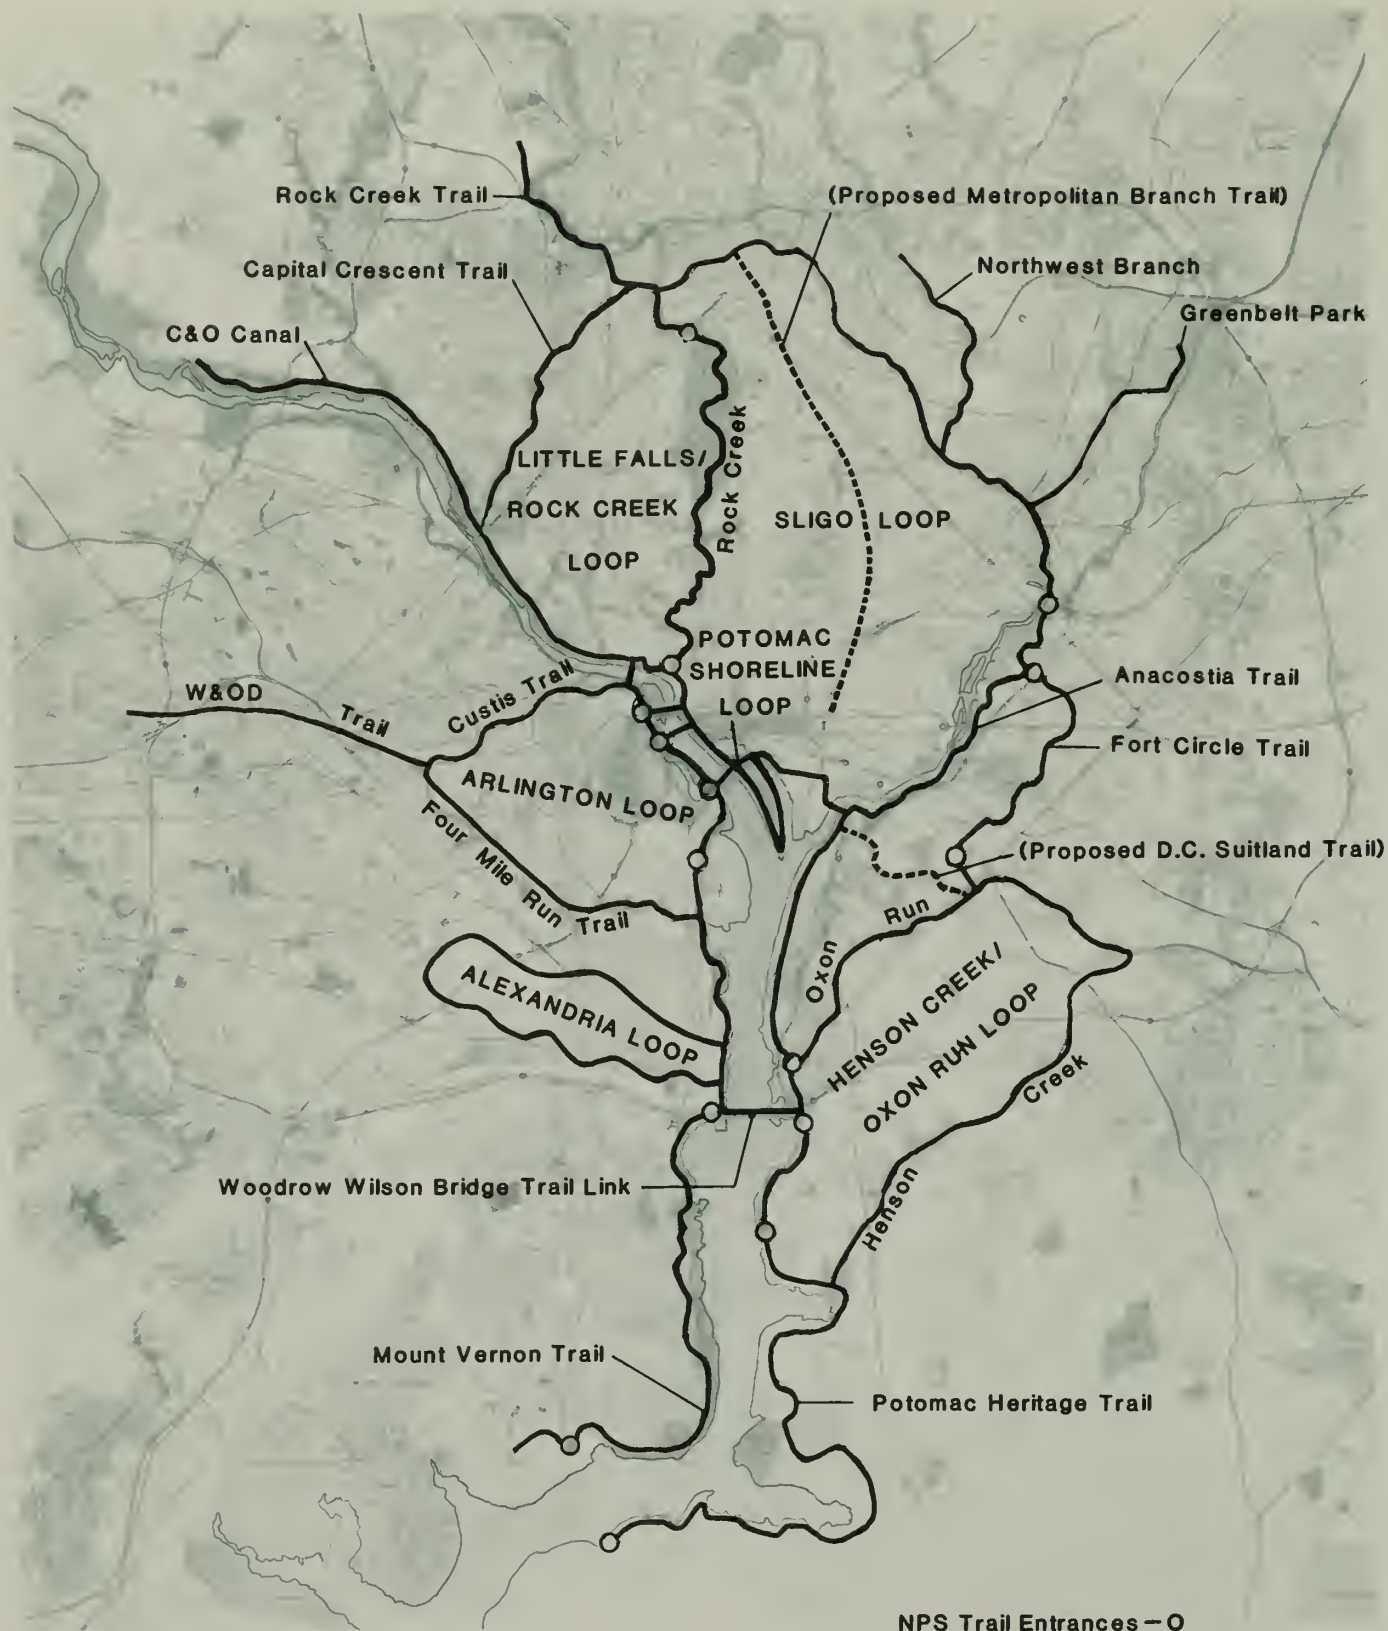 Rock Creek Trail
(Proposed Metropolitan Branch Trail)
Capital Crescent Trail
Northwest Branch
Greenbelt Park
C&O Canal
Rock Creek
LITTLE FALLS/
ROCK CREEK
LOOP
SLIGO LOOP
POTOMAC
SHORELINE
LOOP
W&OD
Trail
Custis Trail
Anacostia Trail
Fort Circle Trail
ARLINGTON LOOP
Four Mile Run Trail
(Proposed D.C. Suitland Trail)
Oxon
Run
ALEXANDRIA LOOP
HENSON CREEK/
OXON RUN LOOP
Henson
Creek
Woodrow Wilson Bridge Trail Link
Mount Vernon Trail
Potomac Heritage Trail
NPS Trail Entrances-O